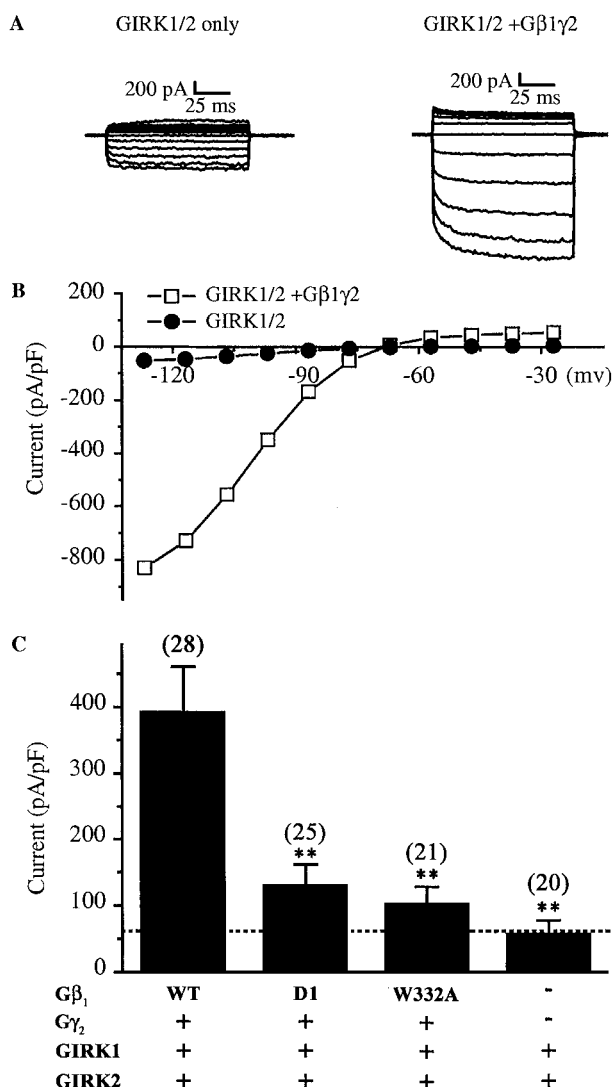 A
GIRK1/2 only
GIRK1/2 +Gβ1γ2
200 pA
25 ms
200 pA
25 ms
B
GIRK1/2 +Gβ1γ2
GIRK1/2
Current (pA/pF)
200
0
-200
-400
-600
-800
-120
-90
-60
-30
(mv)
C
Current (pA/pF)
400
300
200
100
0
(28)
(25)
**
(21)
**
(20)
**
Gβ₁ WT D1 W332A -
Gγ₂ + + + -
GIRK1 + + + +
GIRK2 + + + +